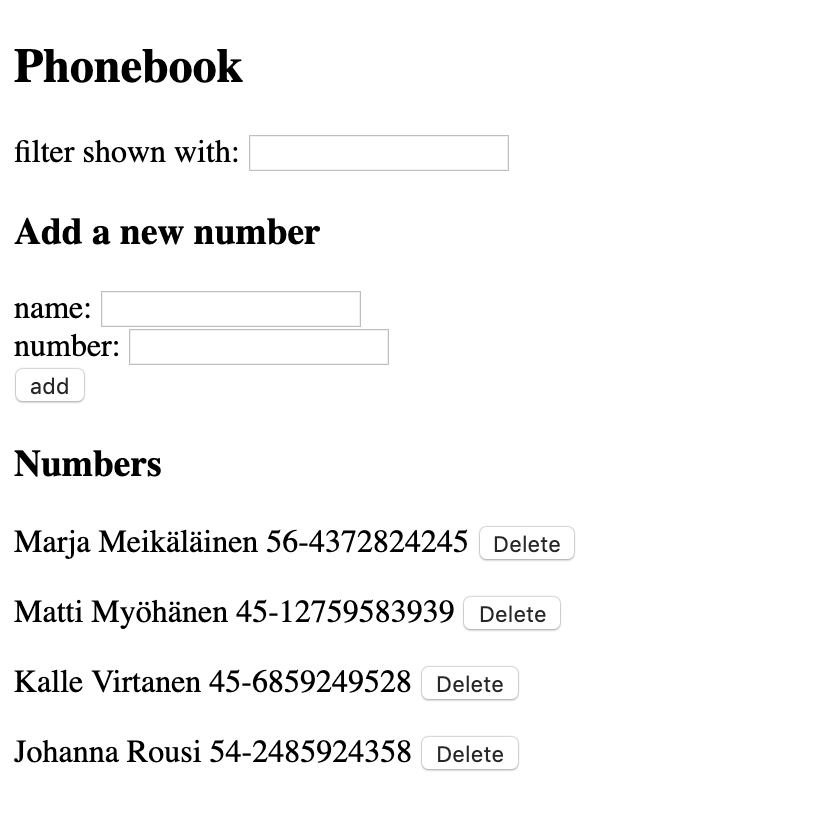 Phonebook
filter shown with:
Add a new number
name:
number:
add
Numbers
Marja Meikäläinen 56-4372824245 Delete
Matti Myöhänen 45-12759583939 Delete
Kalle Virtanen 45-6859249528 Delete
Johanna Rousi 54-2485924358 Delete